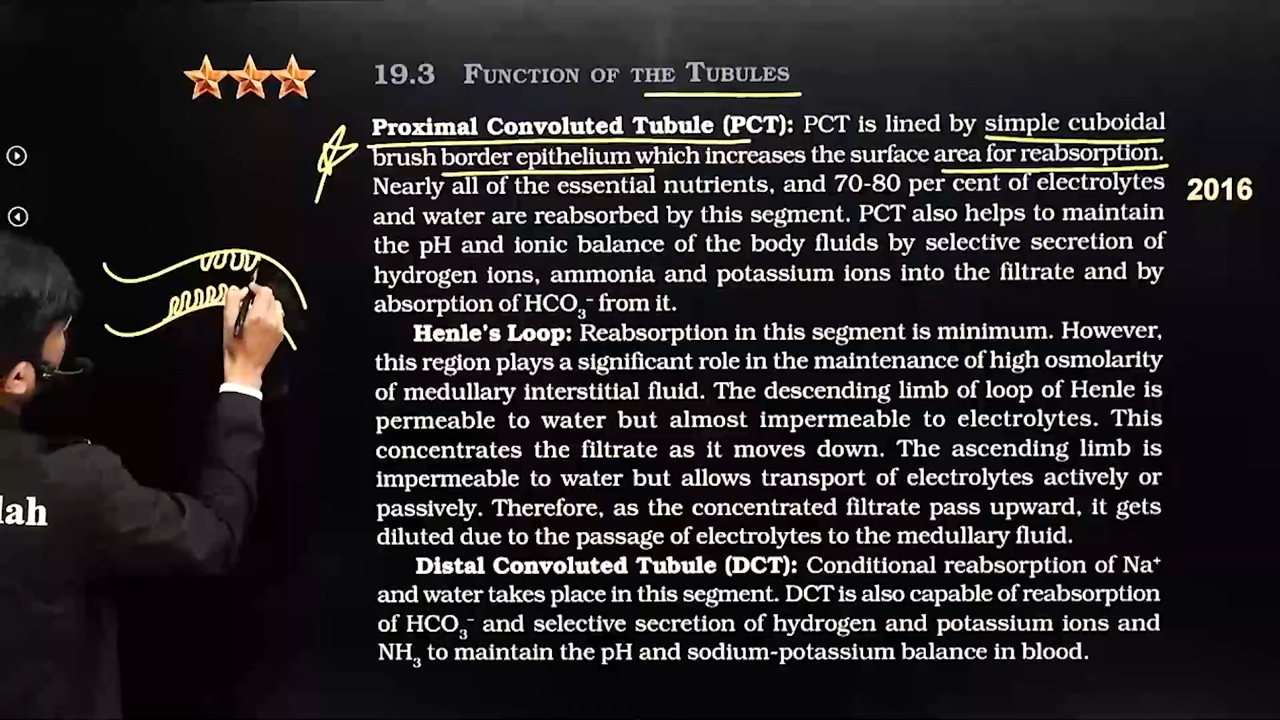 19.3 FUNCTION OF THE TUBULES
Proximal Convoluted Tubule (PCT): PCT is lined by simple cuboidal
brush border epithelium which increases the surface area for reabsorption.
Nearly all of the essential nutrients, and 70-80 per cent of electrolytes
and water are reabsorbed by this segment. PCT also helps to maintain
the pH and ionic balance of the body fluids by selective secretion of
hydrogen ions, ammonia and potassium ions into the filtrate and by
absorption of HCO₃⁻ from it.
2016
Henle's Loop: Reabsorption in this segment is minimum. However,
this region plays a significant role in the maintenance of high osmolarity
of medullary interstitial fluid. The descending limb of loop of Henle is
permeable to water but almost impermeable to electrolytes. This
concentrates the filtrate as it moves down. The ascending limb is
impermeable to water but allows transport of electrolytes actively or
passively. Therefore, as the concentrated filtrate pass upward, it gets
diluted due to the passage of electrolytes to the medullary fluid.
Distal Convoluted Tubule (DCT): Conditional reabsorption of Na⁺
and water takes place in this segment. DCT is also capable of reabsorption
of HCO₃⁻ and selective secretion of hydrogen and potassium ions and
NH₃ to maintain the pH and sodium-potassium balance in blood.